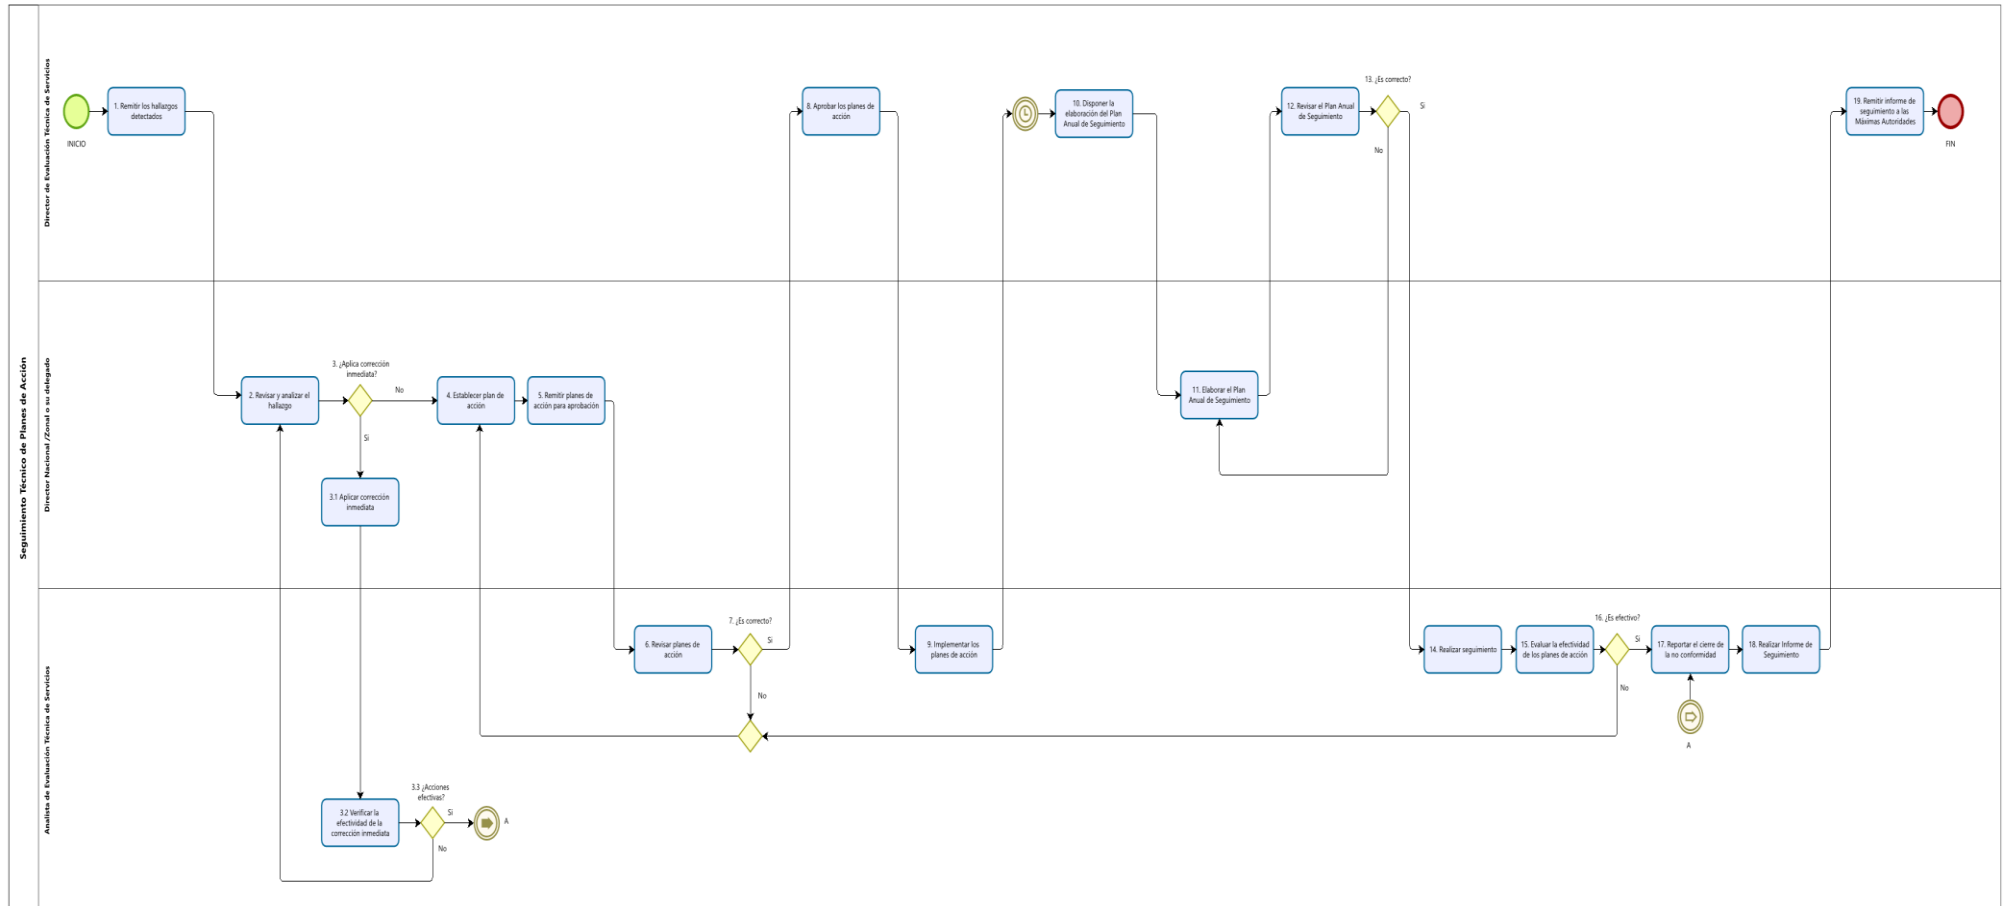 Seguimiento Técnico de Planes de Acción
Director de Evaluación Técnica de Servicios
INICIO
1. Remitir los hallazgos
detectados
8. Aprobar los planes de
acción
10. Disponer la
elaboración del Plan
Anual de Seguimiento
12. Revisar el Plan Anual
de Seguimiento
13. ¿Es correcto?
Si
No
19. Remitir informe de
seguimiento a las
Máximas Autoridades
FIN
Director Nacional /Zonal o su delegado
2. Revisar y analizar el
hallazgo
3. ¿Aplica corrección
inmediata?
No
Si
4. Establecer plan de
acción
5. Remitir planes de
acción para aprobación
3.1 Aplicar corrección
inmediata
11. Elaborar el Plan
Anual de Seguimiento
Analista de Evaluación Técnica de Servicios
6. Revisar planes de
acción
7. ¿Es correcto?
Si
No
9. Implementar los
planes de acción
14. Realizar seguimiento
15. Evaluar la efectividad
de los planes de acción
16. ¿Es efectivo?
Si
No
17. Reportar el cierre de
la no conformidad
18. Realizar Informe de
Seguimiento
A
3.2 Verificar la
efectividad de la
corrección inmediata
3.3 ¿Acciones
efectivas?
Si
No
A